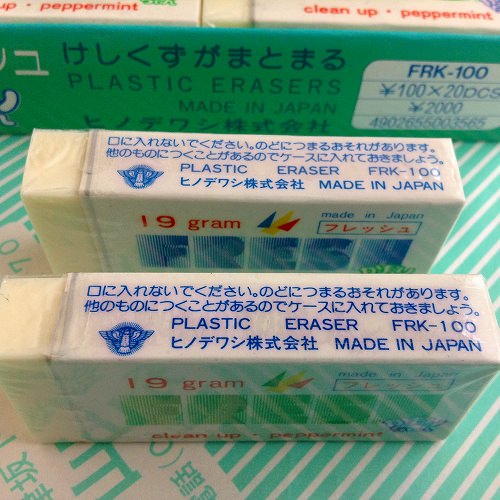 clean up · peppermint
ッシュ けしくずがまとまる
PLASTIC ERASERS
MADE IN JAPAN
ヒノデワシ株式会社
FRK-100
¥100×20pcs
¥2000
4902655003565
口に入れないでください。のどにつまるおそれがあります。
他のものにつくことがあるのでケースに入れておきましょう。
PLASTIC ERASER FRK-100
ヒノデワシ株式会社 MADE IN JAPAN
19 gram
made in Japan
フレッシュ
FRESH
口に入れないでください。のどにつまるおそれがあります。
他のものにつくことがあるのでケースに入れておきましょう。
PLASTIC ERASER FRK-100
ヒノデワシ株式会社 MADE IN JAPAN
19 gram
made in Japan
フレッシュ
FRESH
clean up · peppermint